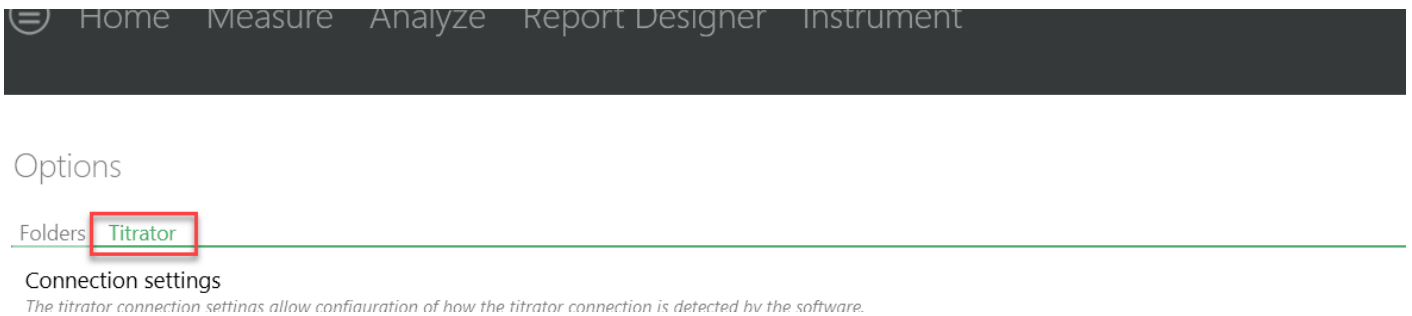 Home Measure Analyze Report Designer Instrument
Options
Folders Titrator
Connection settings
The titrator connection settings allow configuration of how the titrator connection is detected by the software.